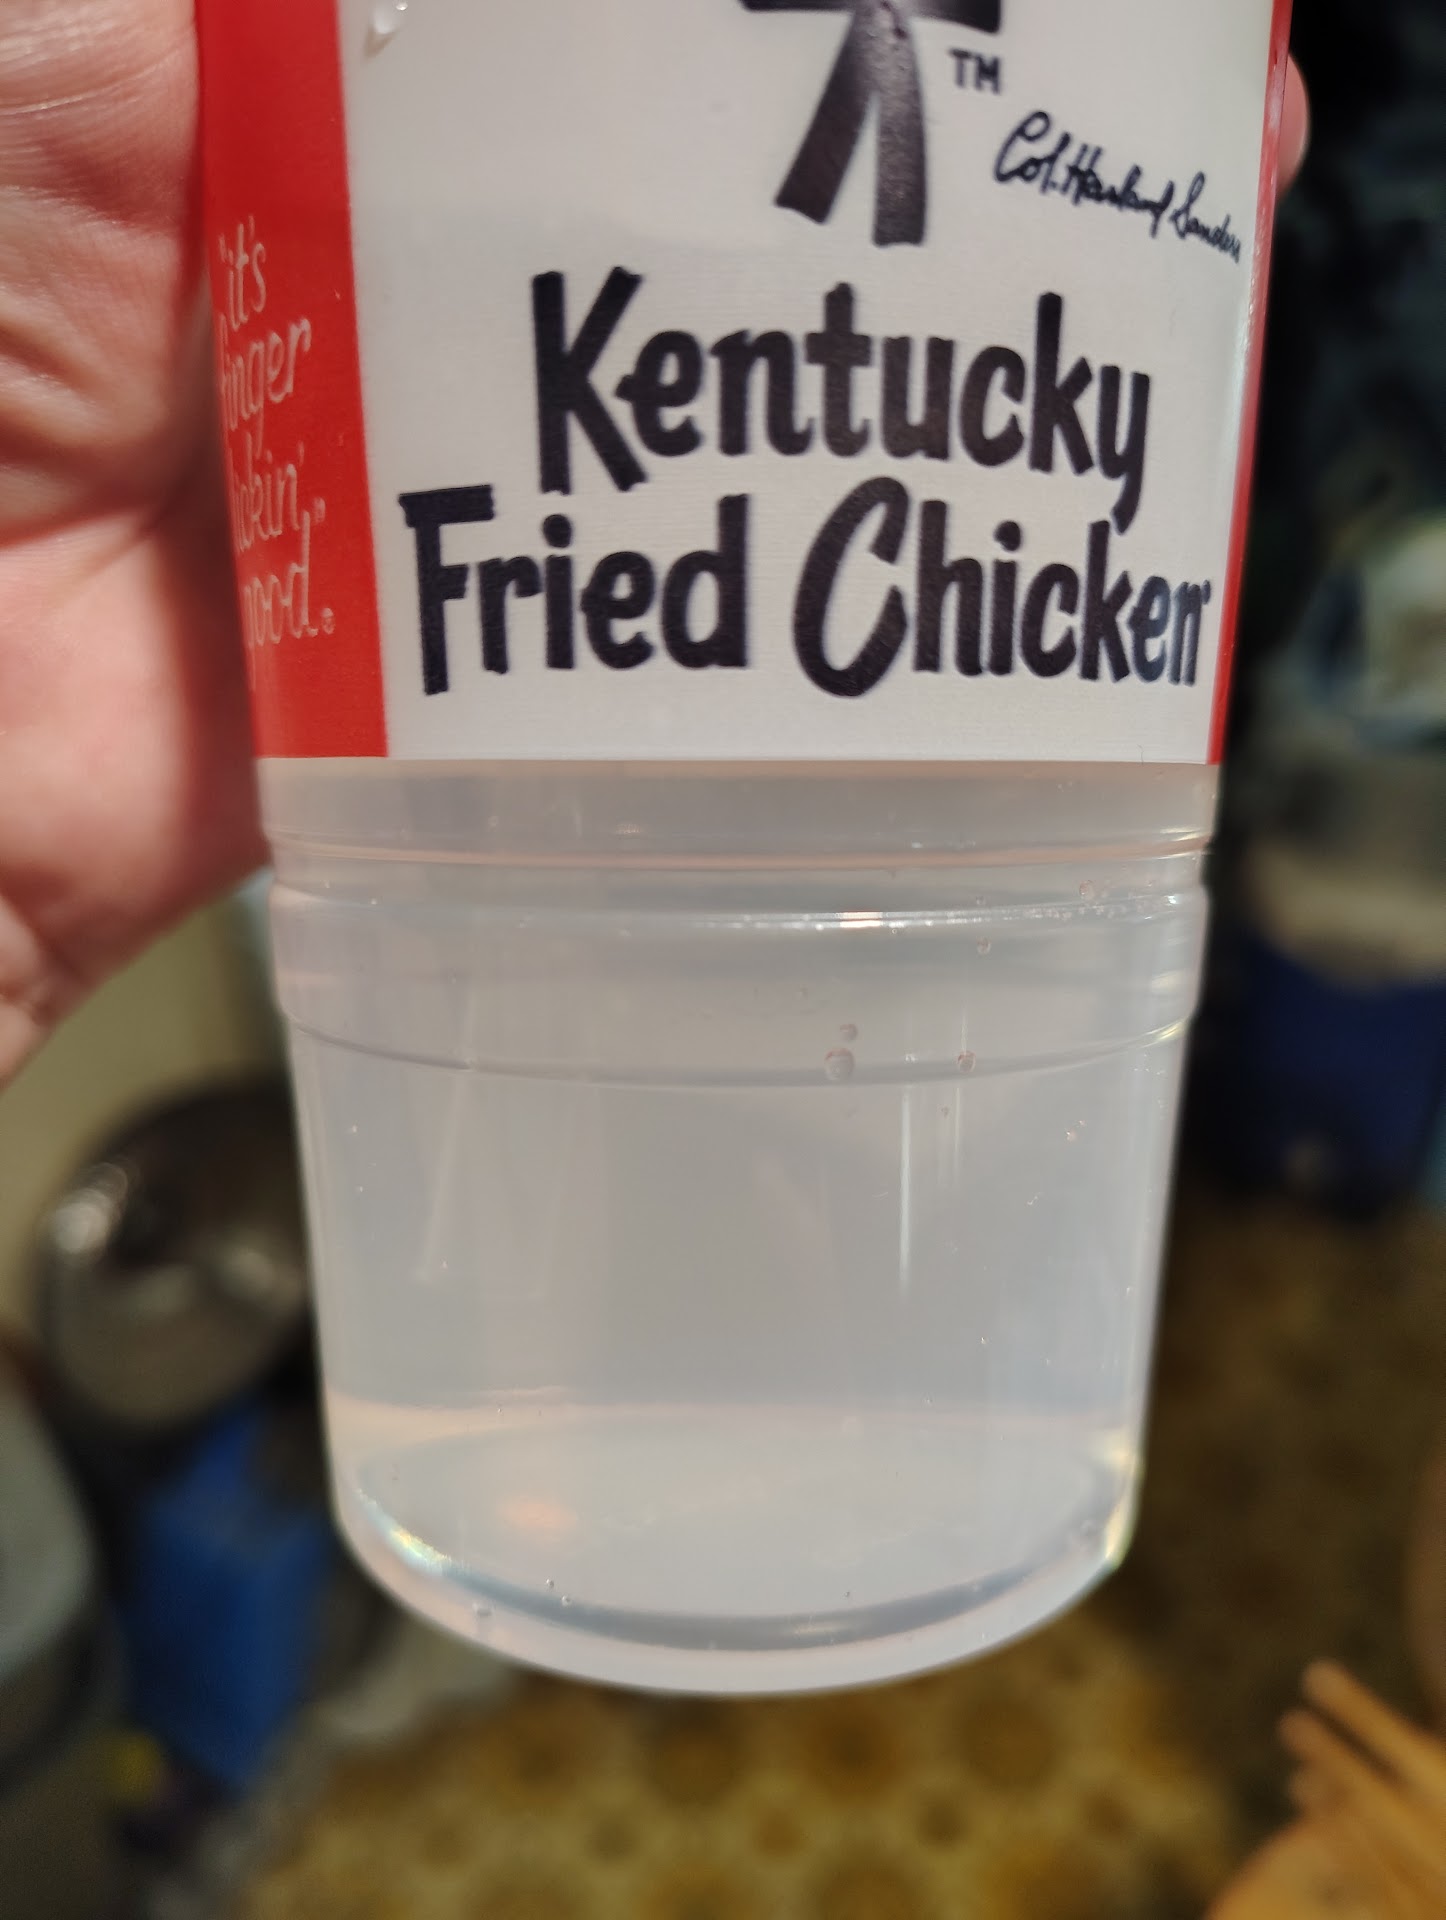 TM
Col. Harland Sanders
"it's
finger
lickin'
good."®
Kentucky
Fried Chicken